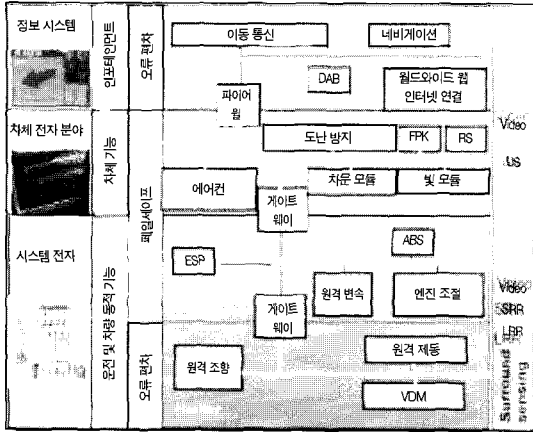 정보 시스템
인포테인먼트
오류 편차
이동 통신
네비게이션
DAB
월드와이드 웹
인터넷 연결
파이어
월
차체 전자 분야
차체 기능
페일세이프
도난 방지
FPK
RS
Video
US
에어컨
차문 모듈
빛 모듈
게이트
웨이
시스템 전자
운전 및 차량 동적 기능
ESP
ABS
원격 변속
엔진 조절
Video
SRR
LRR
게이트
웨이
오류 편차
원격 조향
원격 제동
VDM
Surround
sensing